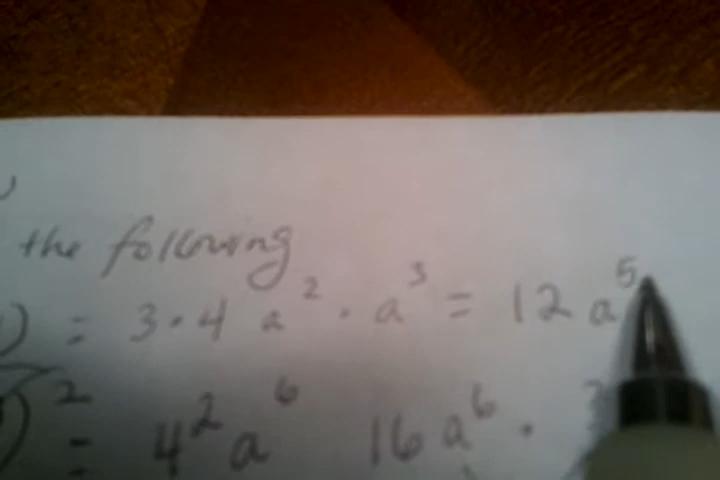 the following
) = 3 · 4 a² · a³ = 12 a⁵
)² = 4² a⁶ 16 a⁶ ·